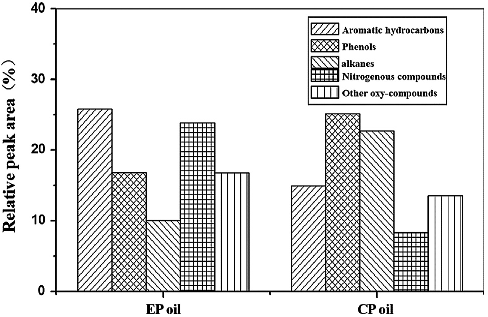 Relative peak area (%)
40
30
20
10
0
Aromatic hydrocarbons
Phenols
alkanes
Nitrogenous compounds
Other oxy-compounds
EP oil
CP oil